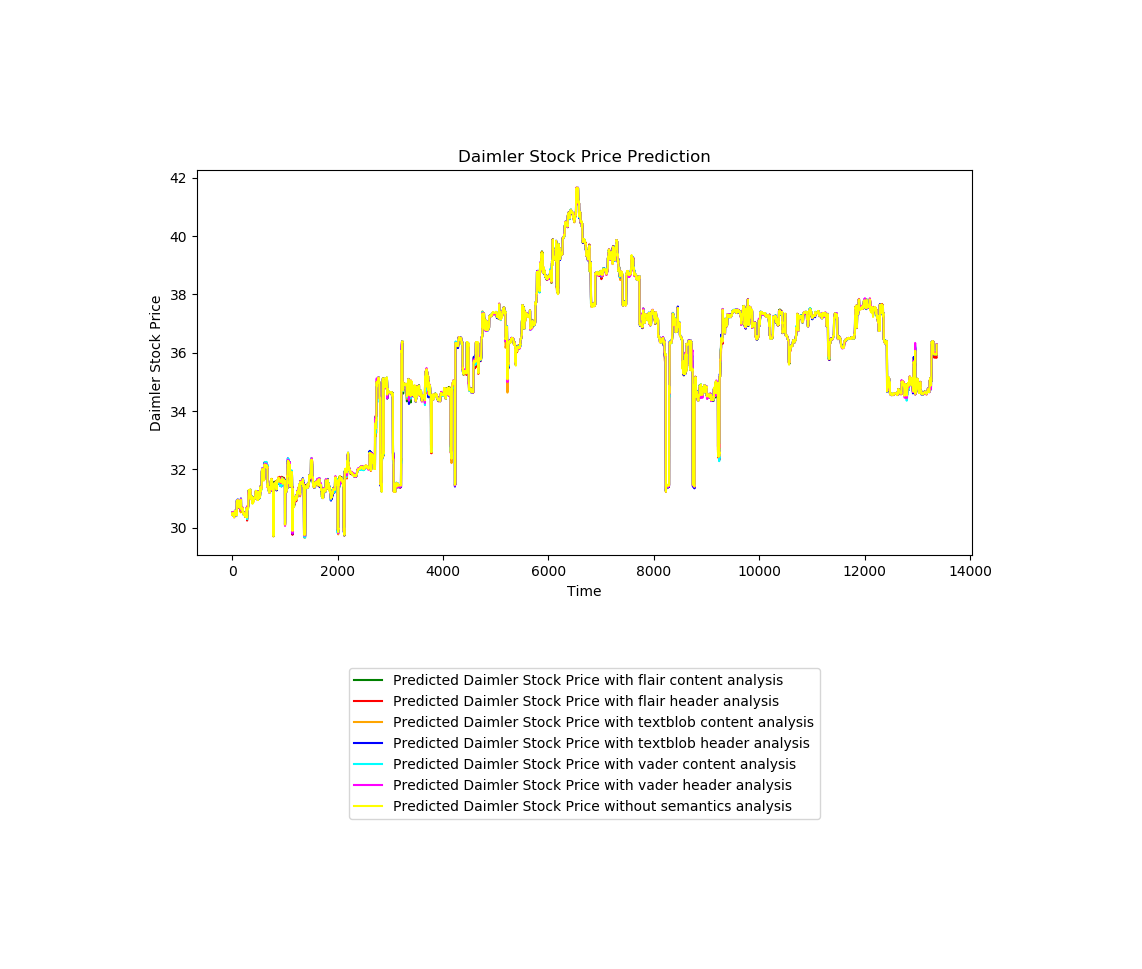 Daimler Stock Price Prediction
42
40
38
36
34
32
30
Daimler Stock Price
0 2000 4000 6000 8000 10000 12000 14000
Time
Predicted Daimler Stock Price with flair content analysis
Predicted Daimler Stock Price with flair header analysis
Predicted Daimler Stock Price with textblob content analysis
Predicted Daimler Stock Price with textblob header analysis
Predicted Daimler Stock Price with vader content analysis
Predicted Daimler Stock Price with vader header analysis
Predicted Daimler Stock Price without semantics analysis